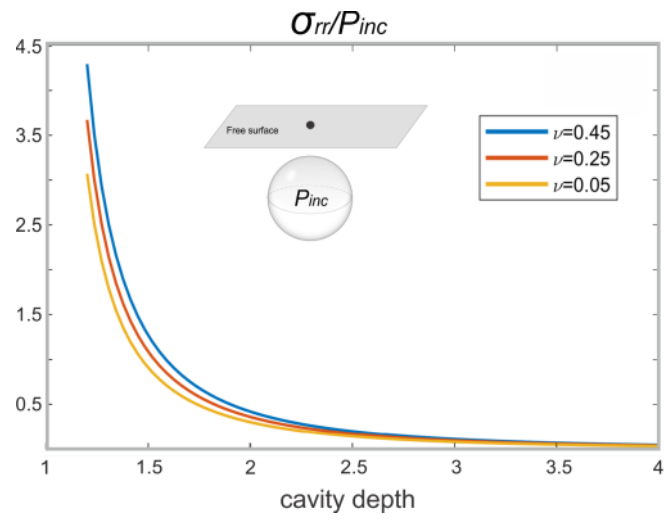 σrr/Pinc
4.5
3.5
2.5
1.5
0.5
Free surface
Pinc
ν=0.45
ν=0.25
ν=0.05
1
1.5
2
2.5
3
3.5
4
cavity depth